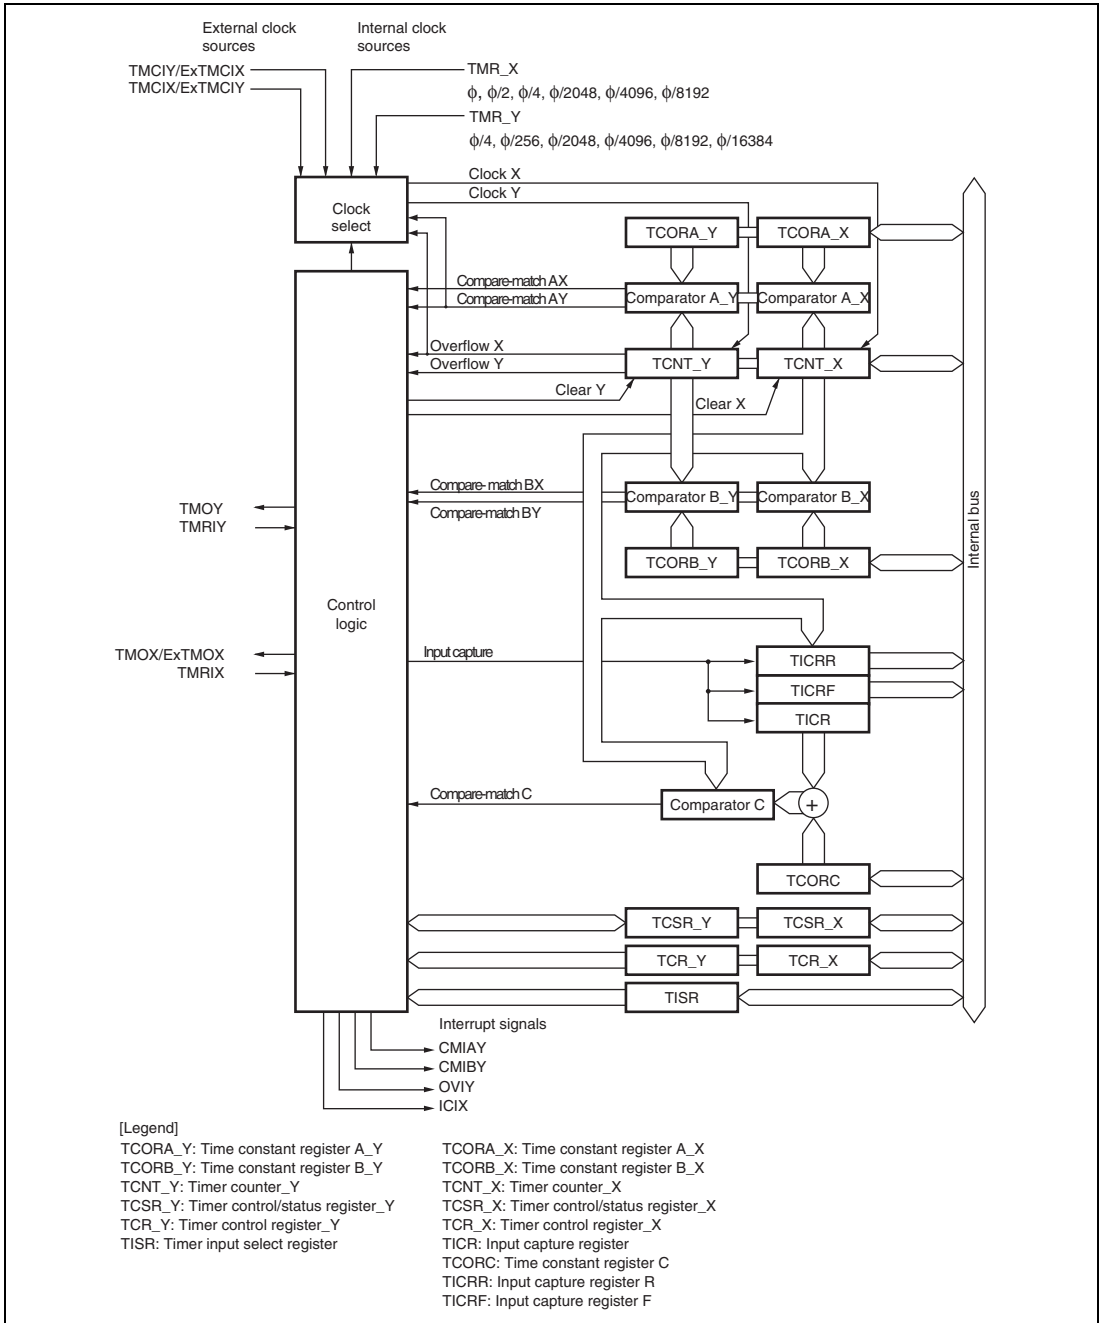 External clock
sources
Internal clock
sources
TMCIY/ExTMCIX
TMCIX/ExTMCIY
TMR_X
ϕ, ϕ/2, ϕ/4, ϕ/2048, ϕ/4096, ϕ/8192
TMR_Y
ϕ/4, ϕ/256, ϕ/2048, ϕ/4096, ϕ/8192, ϕ/16384
Clock X
Clock Y
Clock
select
TCORA_Y
TCORA_X
Compare-match AX
Compare-match AY
Comparator A_Y
Comparator A_X
Overflow X
Overflow Y
TCNT_Y
TCNT_X
Clear Y
Clear X
Compare- match BX
Compare-match BY
Comparator B_Y
Comparator B_X
TMOY
TMRIY
TCORB_Y
TCORB_X
Internal bus
Control
logic
TMOX/ExTMOX
TMRIX
Input capture
TICRR
TICRF
TICR
Compare-match C
Comparator C
+
TCORC
TCSR_Y
TCSR_X
TCR_Y
TCR_X
TISR
Interrupt signals
CMIAY
CMIBY
OVIY
ICIX
[Legend]
TCORA_Y: Time constant register A_Y
TCORB_Y: Time constant register B_Y
TCNT_Y: Timer counter_Y
TCSR_Y: Timer control/status register_Y
TCR_Y: Timer control register_Y
TISR: Timer input select register
TCORA_X: Time constant register A_X
TCORB_X: Time constant register B_X
TCNT_X: Timer counter_X
TCSR_X: Timer control/status register_X
TCR_X: Timer control register_X
TICR: Input capture register
TCORC: Time constant register C
TICRR: Input capture register R
TICRF: Input capture register F